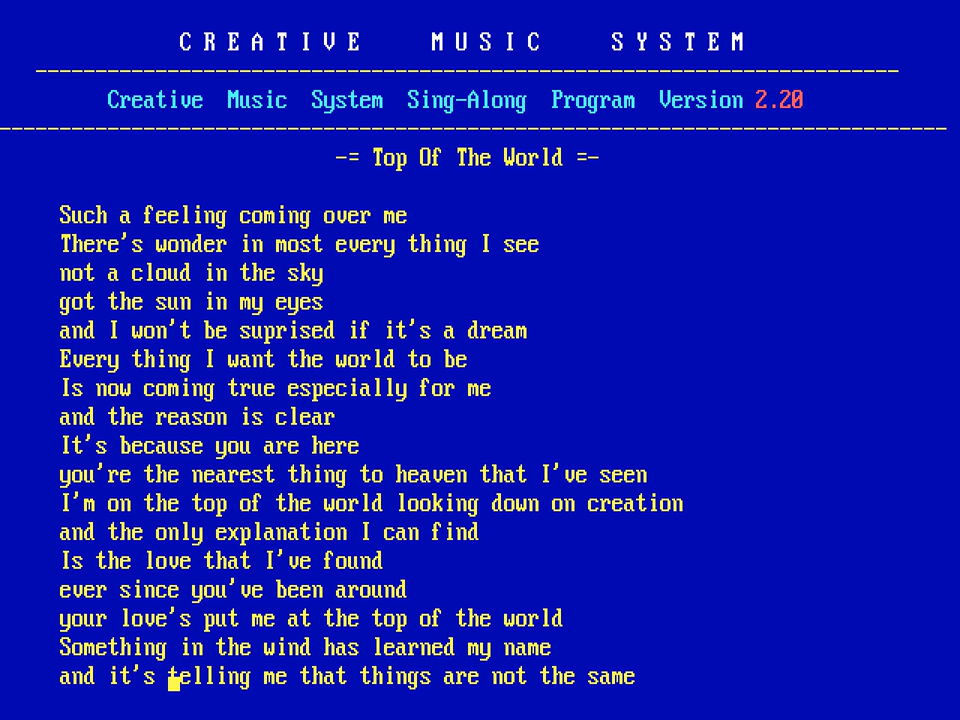 CREATIVE MUSIC SYSTEM
Creative Music System Sing-Along Program Version 2.20
-= Top Of The World =-
Such a feeling coming over me
There's wonder in most every thing I see
not a cloud in the sky
got the sun in my eyes
and I won't be suprised if it's a dream
Every thing I want the world to be
Is now coming true especially for me
and the reason is clear
It's because you are here
you're the nearest thing to heaven that I've seen
I'm on the top of the world looking down on creation
and the only explanation I can find
Is the love that I've found
ever since you've been around
your love's put me at the top of the world
Something in the wind has learned my name
and it's telling me that things are not the same